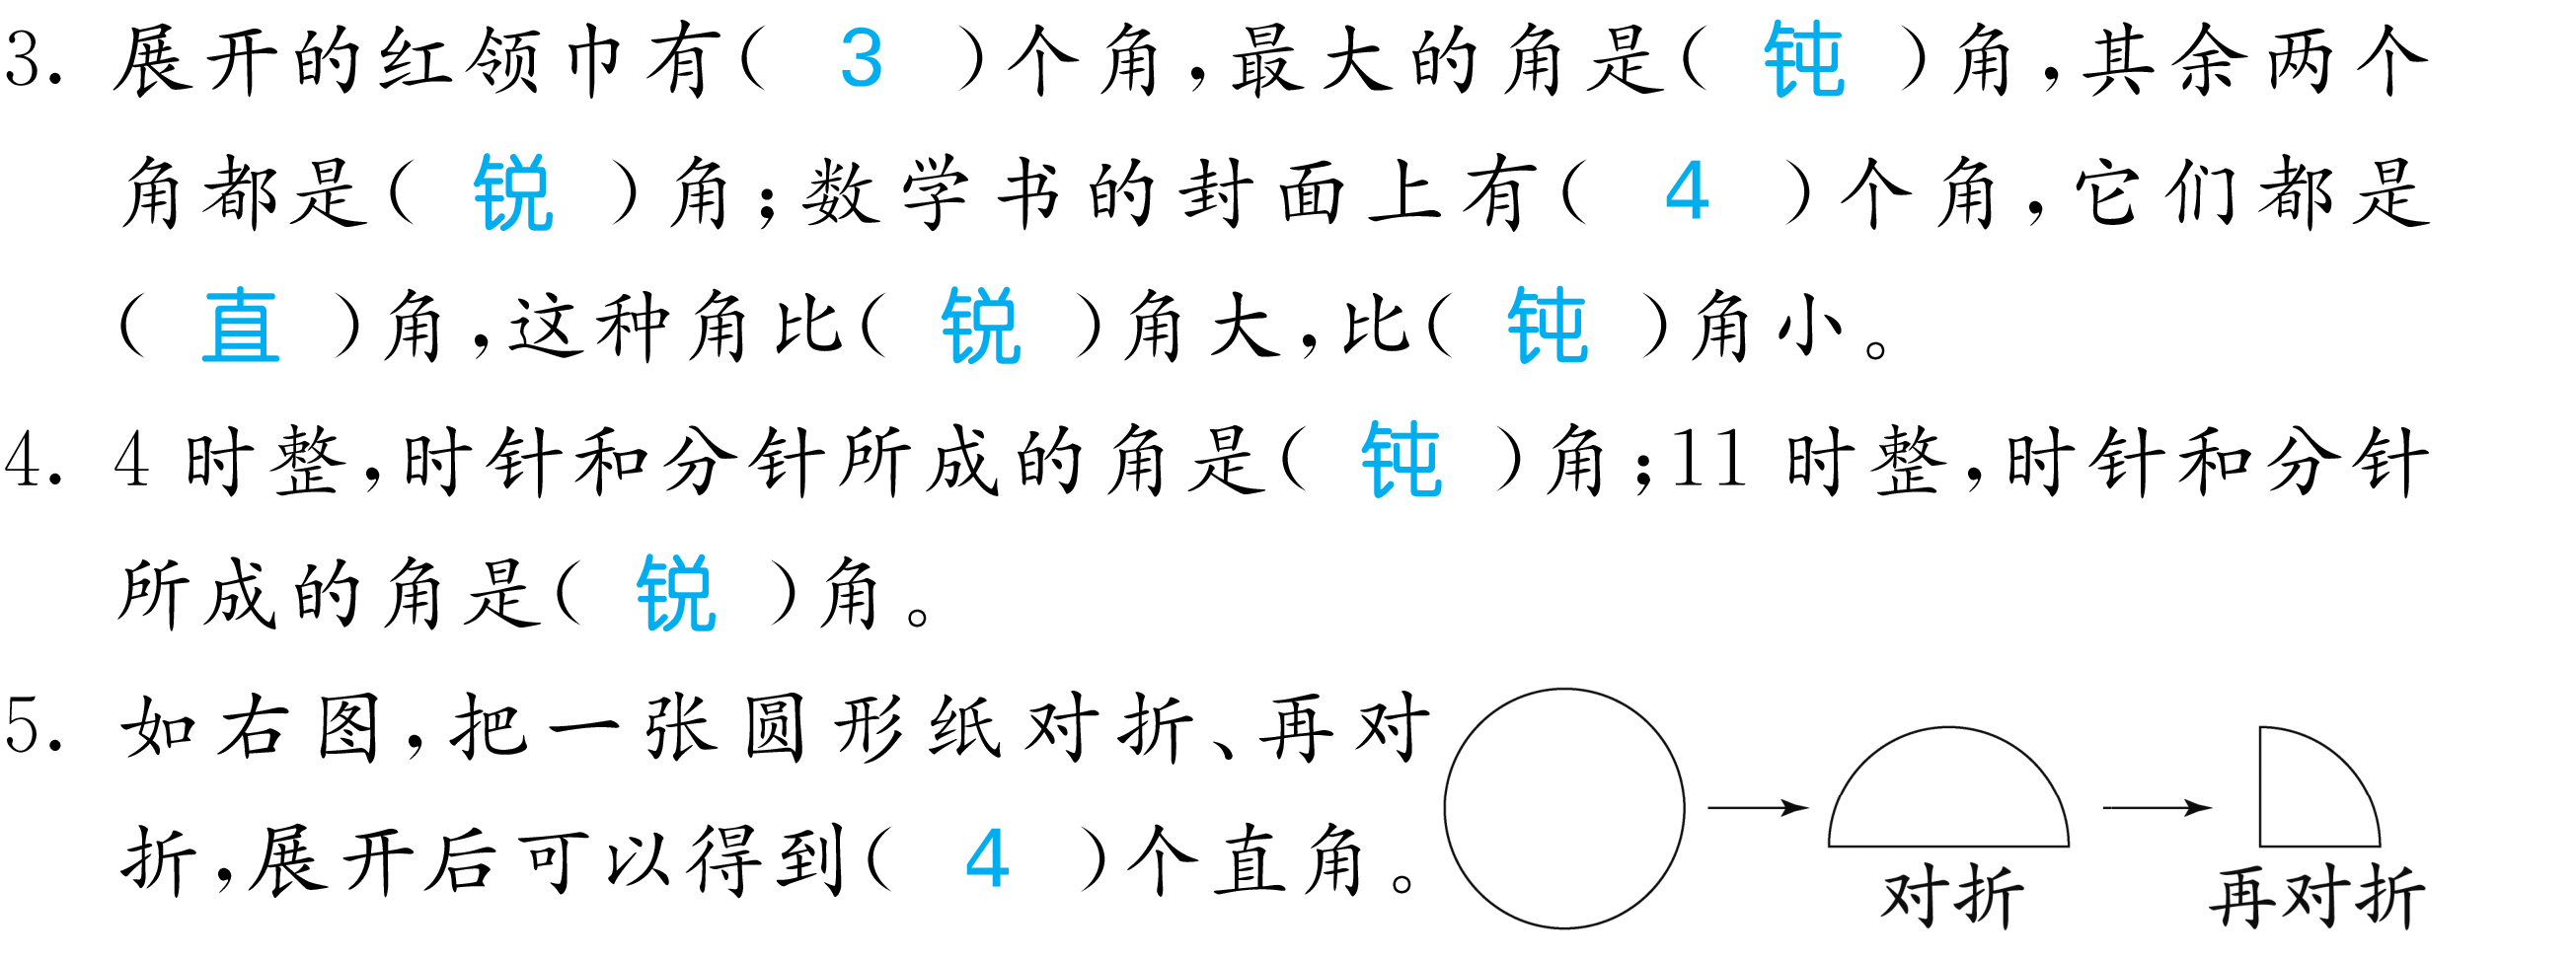 3. 展开的红领巾有( 3 )个角,最大的角是( 钝 )角,其余两个
角都是( 锐 )角;数学书的封面上有( 4 )个角,它们都是
( 直 )角,这种角比( 锐 )角大,比( 钝 )角小。
4. 4 时整,时针和分针所成的角是( 钝 )角;11 时整,时针和分针
所成的角是( 锐 )角。
5. 如右图,把一张圆形纸对折、再对
折,展开后可以得到( 4 )个直角。
对折
再对折